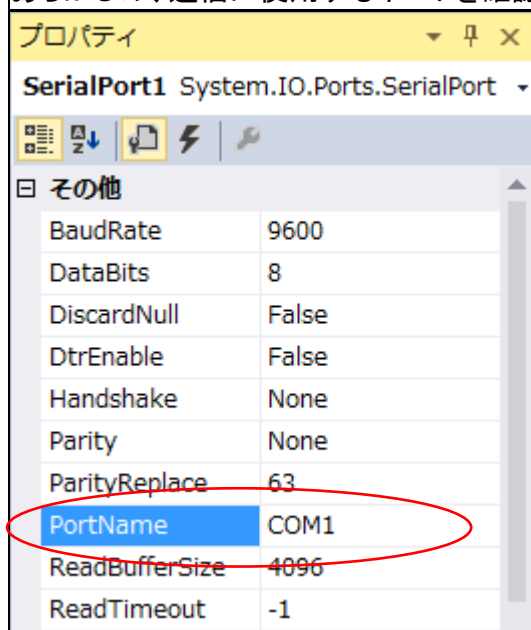 プロパティ
SerialPort1 System.IO.Ports.SerialPort
その他
BaudRate 9600
DataBits 8
DiscardNull False
DtrEnable False
Handshake None
Parity None
ParityReplace 63
PortName COM1
ReadBufferSize 4096
ReadTimeout -1